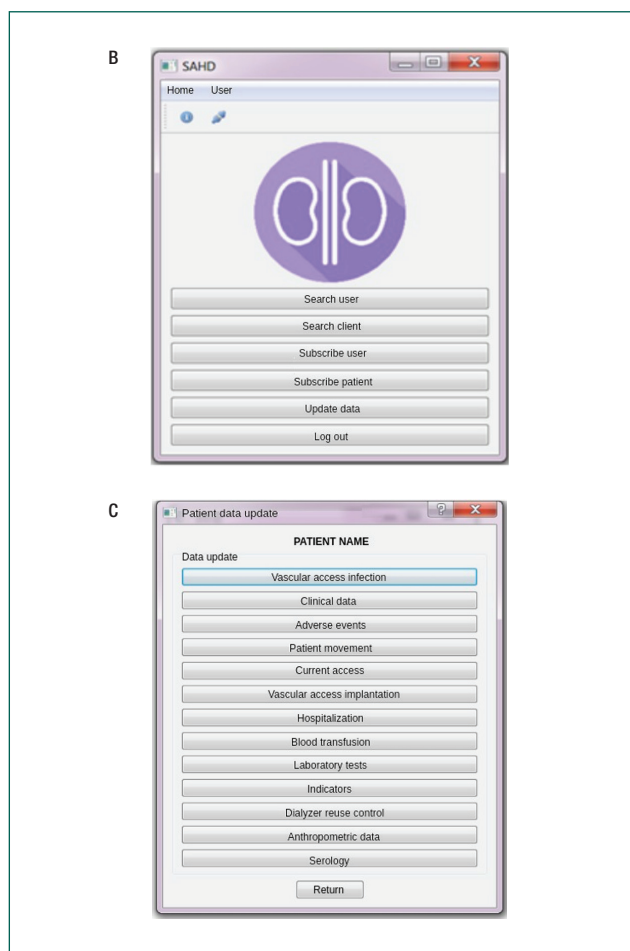 B
SAHD
Home User
Search user
Search client
Subscribe user
Subscribe patient
Update data
Log out
C
Patient data update
PATIENT NAME
Data update
Vascular access infection
Clinical data
Adverse events
Patient movement
Current access
Vascular access implantation
Hospitalization
Blood transfusion
Laboratory tests
Indicators
Dialyzer reuse control
Anthropometric data
Serology
Return